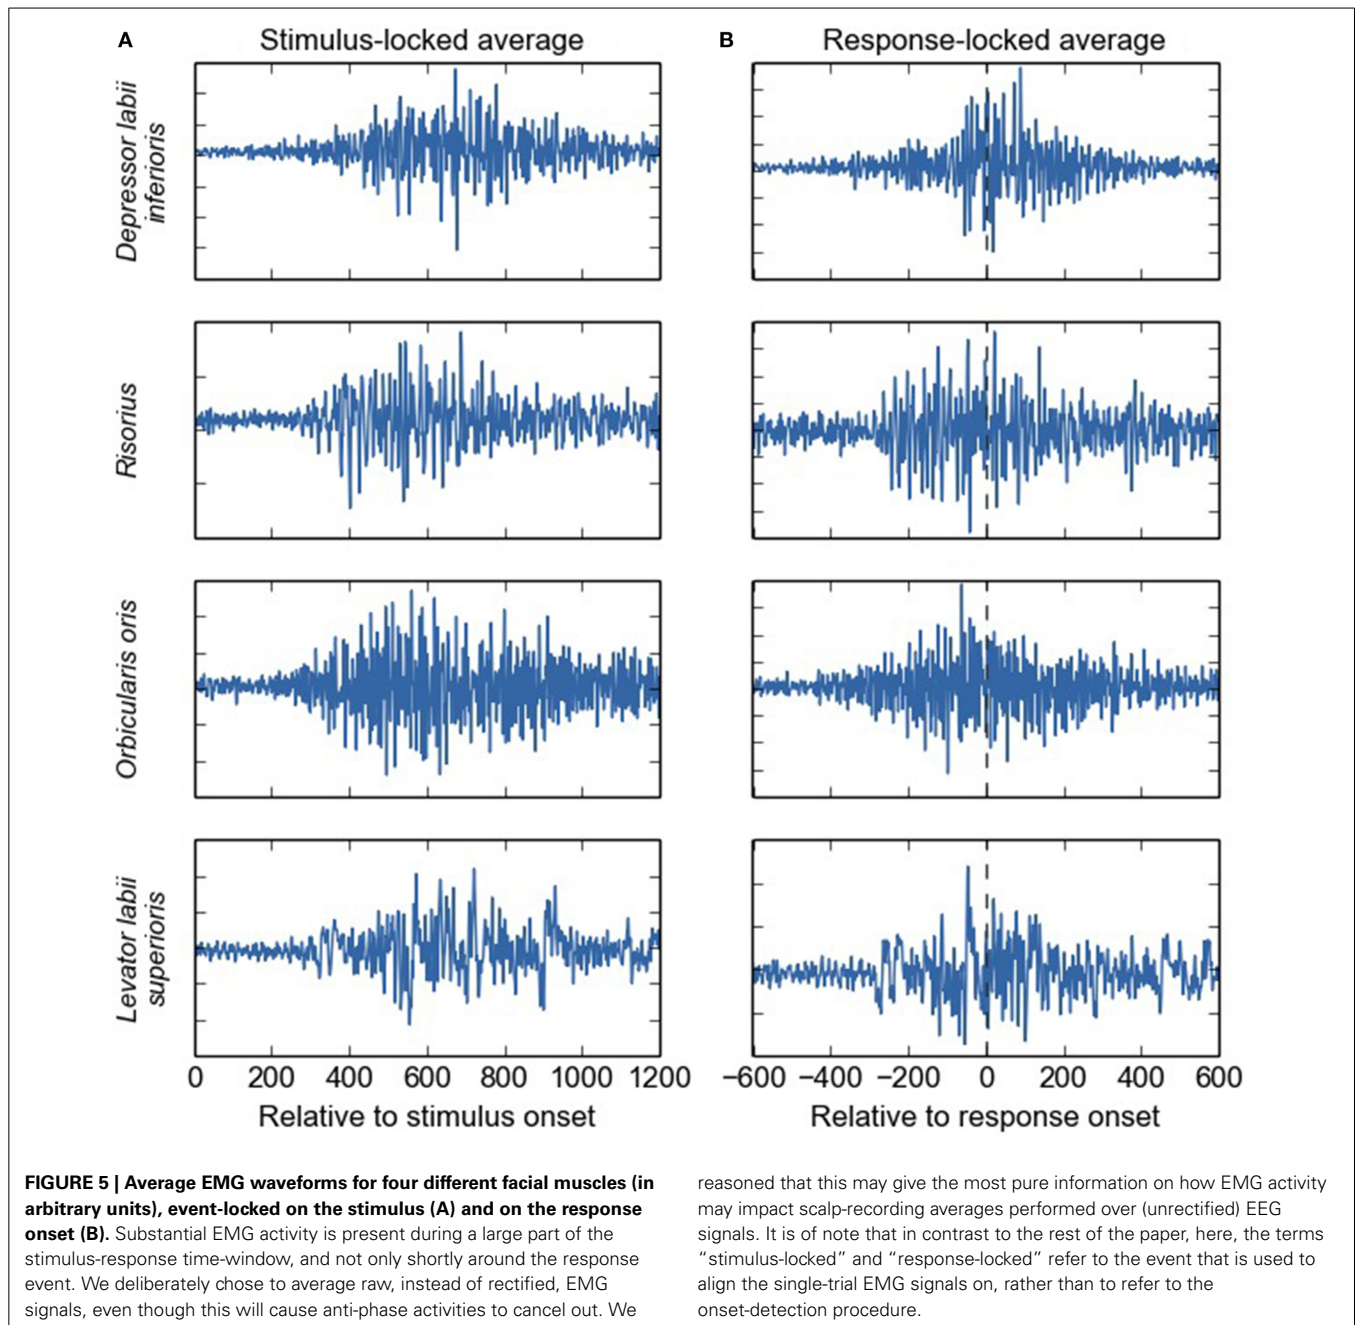 A
Stimulus-locked average
B
Response-locked average
Depressor labii
inferioris
Risorius
Orbicularis oris
Levator labii
superioris
0 200 400 600 800 1000 1200
−600 −400 −200 0 200 400 600
Relative to stimulus onset
Relative to response onset
FIGURE 5 | Average EMG waveforms for four different facial muscles (in
arbitrary units), event-locked on the stimulus (A) and on the response
onset (B). Substantial EMG activity is present during a large part of the
stimulus-response time-window, and not only shortly around the response
event. We deliberately chose to average raw, instead of rectified, EMG
signals, even though this will cause anti-phase activities to cancel out. We
reasoned that this may give the most pure information on how EMG activity
may impact scalp-recording averages performed over (unrectified) EEG
signals. It is of note that in contrast to the rest of the paper, here, the terms
“stimulus-locked” and “response-locked” refer to the event that is used to
align the single-trial EMG signals on, rather than to refer to the
onset-detection procedure.